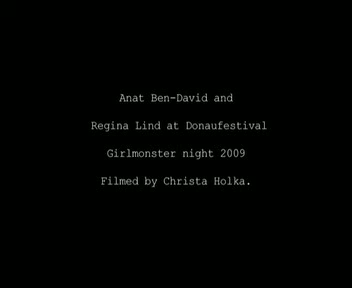 Anat Ben-David and
Regina Lind at Donaufestival
Girlmonster night 2009
Filmed by Christa Holka.